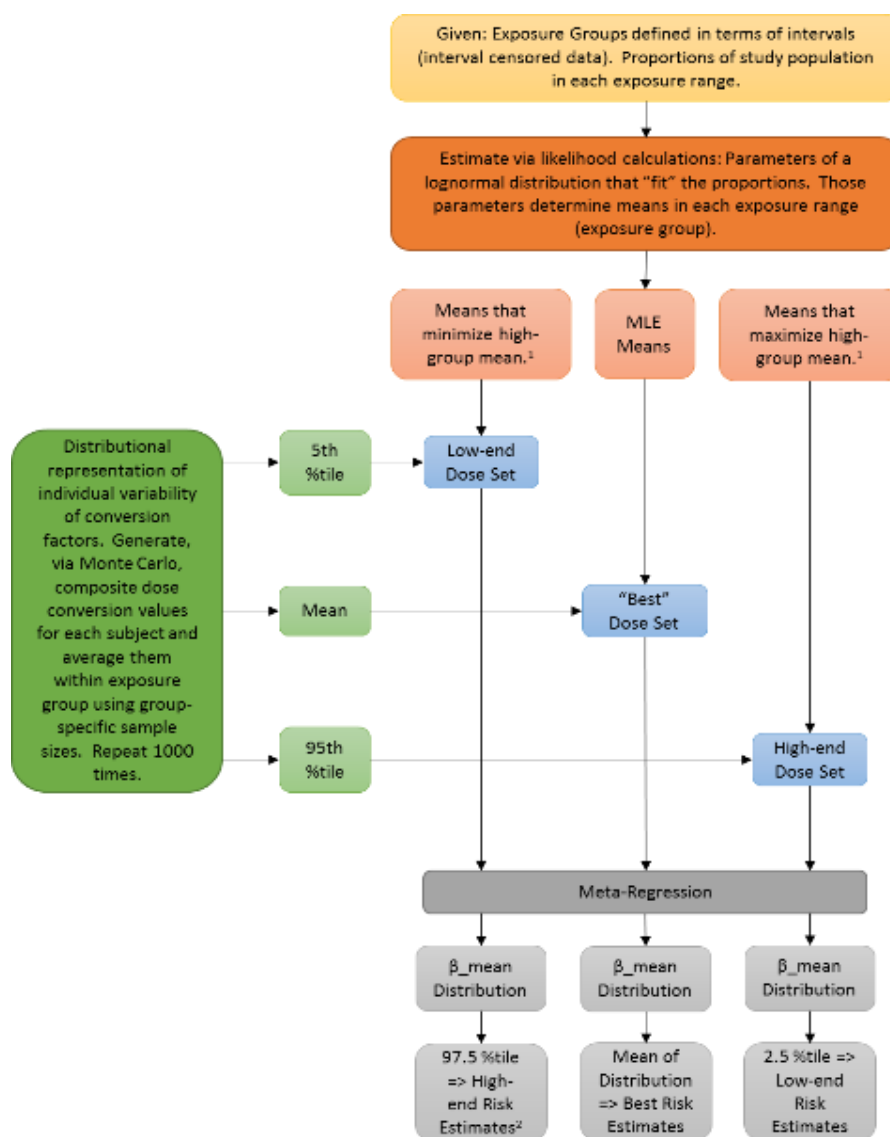 Given: Exposure Groups defined in terms of intervals
(interval censored data).  Proportions of study population
in each exposure range.
Estimate via likelihood calculations: Parameters of a
lognormal distribution that “fit” the proportions.  Those
parameters determine means in each exposure range
(exposure group).
Means that
minimize high-
group mean.¹
MLE
Means
Means that
maximize high-
group mean.¹
Distributional
representation of
individual variability
of conversion
factors.  Generate,
via Monte Carlo,
composite dose
conversion values
for each subject and
average them
within exposure
group using group-
specific sample
sizes.  Repeat 1000
times.
5th
%tile
Low-end
Dose Set
Mean
“Best”
Dose Set
95th
%tile
High-end
Dose Set
Meta-Regression
β_mean
Distribution
β_mean
Distribution
β_mean
Distribution
97.5 %tile
=> High-
end Risk
Estimates²
Mean of
Distribution
=> Best Risk
Estimates
2.5 %tile =>
Low-end
Risk
Estimates